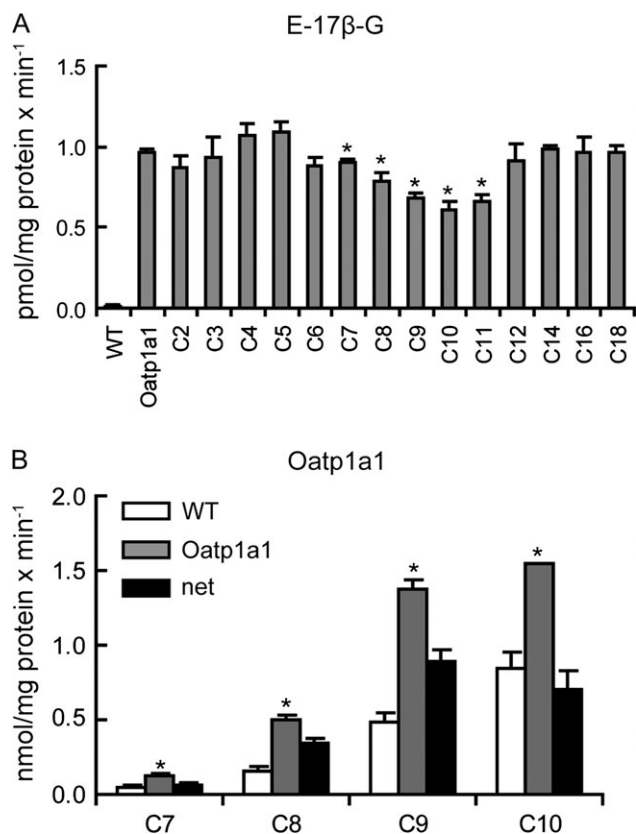 A
E-17β-G
pmol/mg protein x min⁻¹
1.5
1.0
0.5
0.0
* * * * *
WT Oatp1a1 C2 C3 C4 C5 C6 C7 C8 C9 C10 C11 C12 C14 C16 C18
B
Oatp1a1
nmol/mg protein x min⁻¹
2.0
1.5
1.0
0.5
0.0
WT
Oatp1a1
net
* * * *
C7 C8 C9 C10